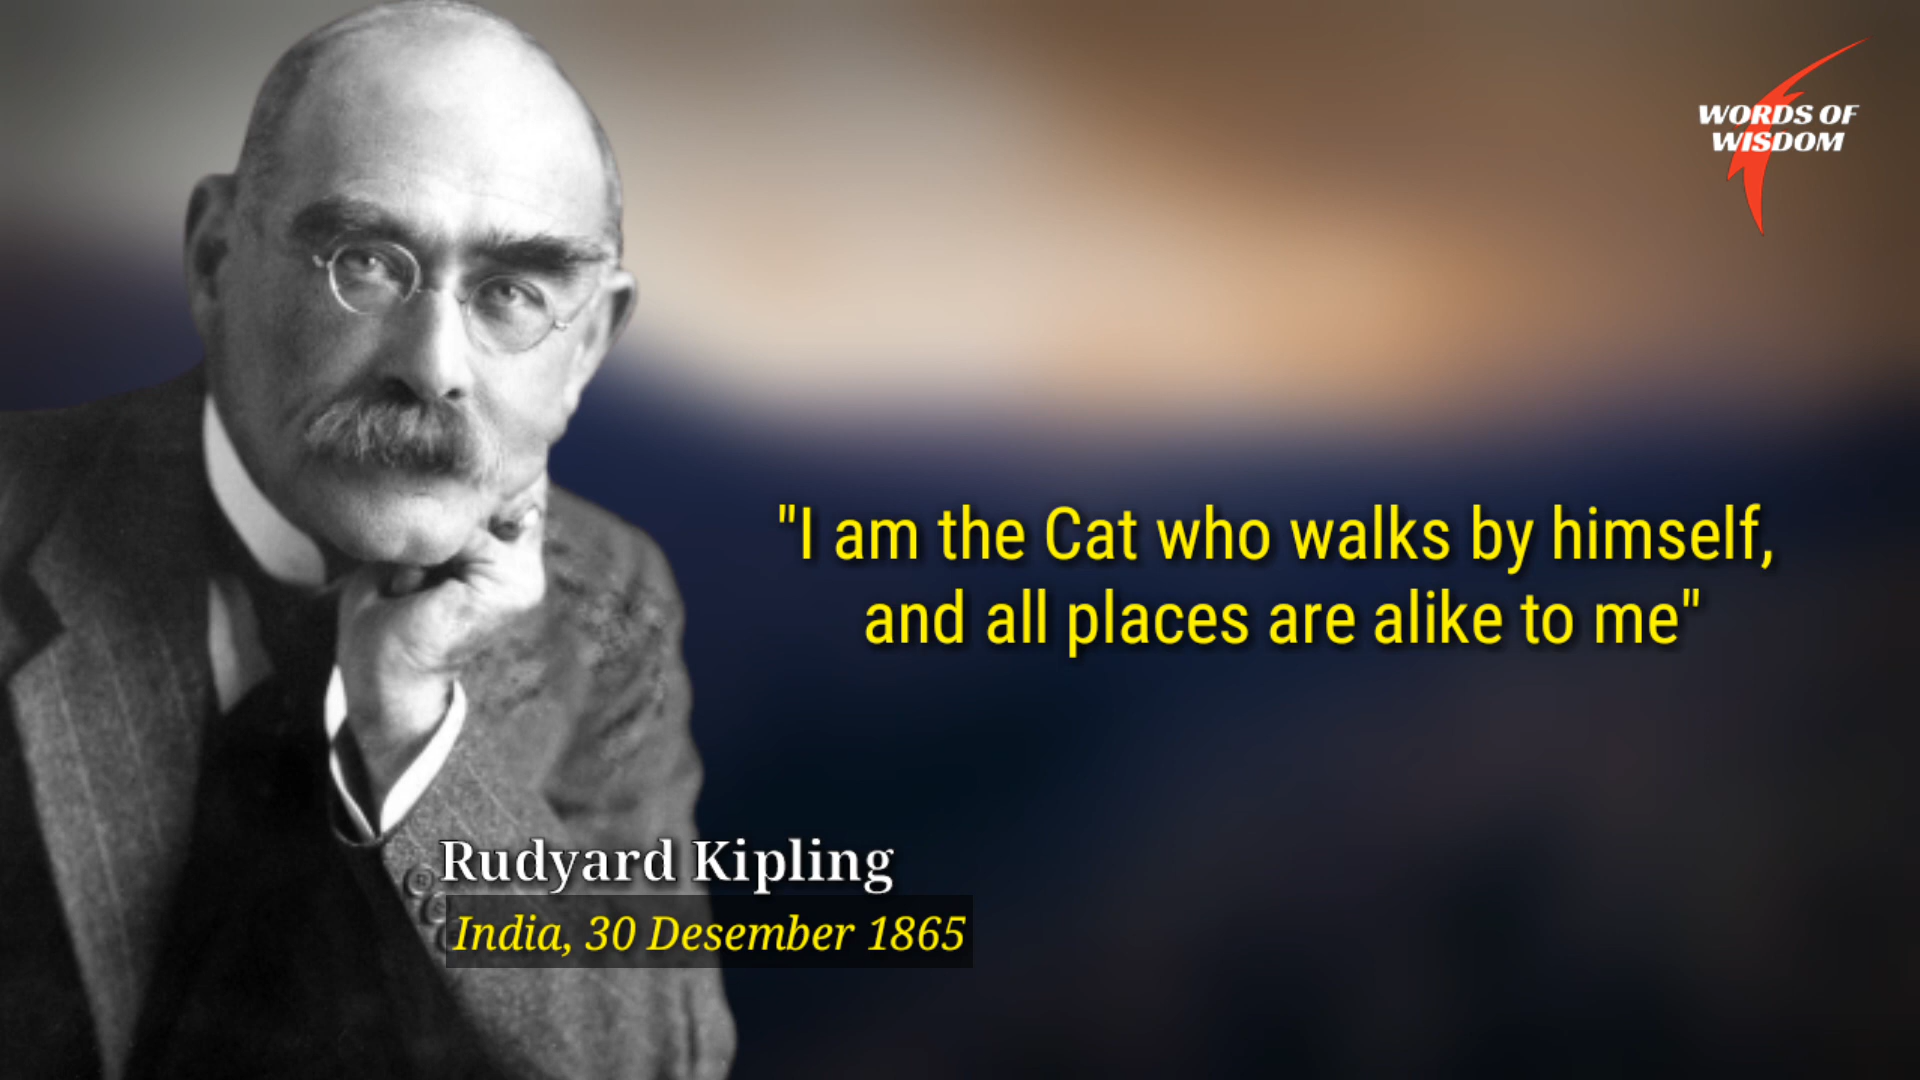 WORDS OF
WISDOM
"I am the Cat who walks by himself,
and all places are alike to me"
Rudyard Kipling
India, 30 Desember 1865